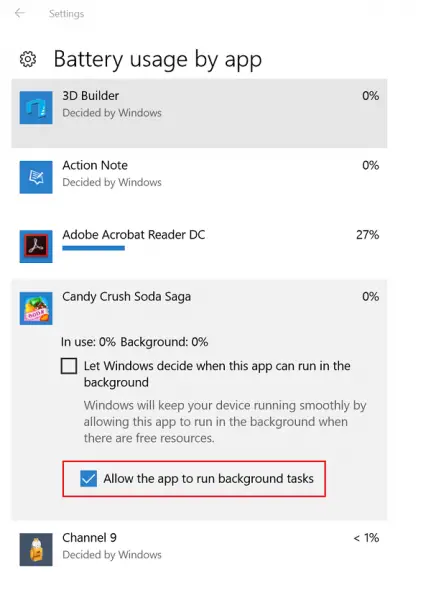 Settings
Battery usage by app
3D Builder 0%
Decided by Windows
Action Note 0%
Decided by Windows
Adobe Acrobat Reader DC 27%
Candy Crush Soda Saga 0%
In use: 0% Background: 0%
Let Windows decide when this app can run in the
background
Windows will keep your device running smoothly by
allowing this app to run in the background when
there are free resources.
Allow the app to run background tasks
Channel 9 < 1%
Decided by Windows